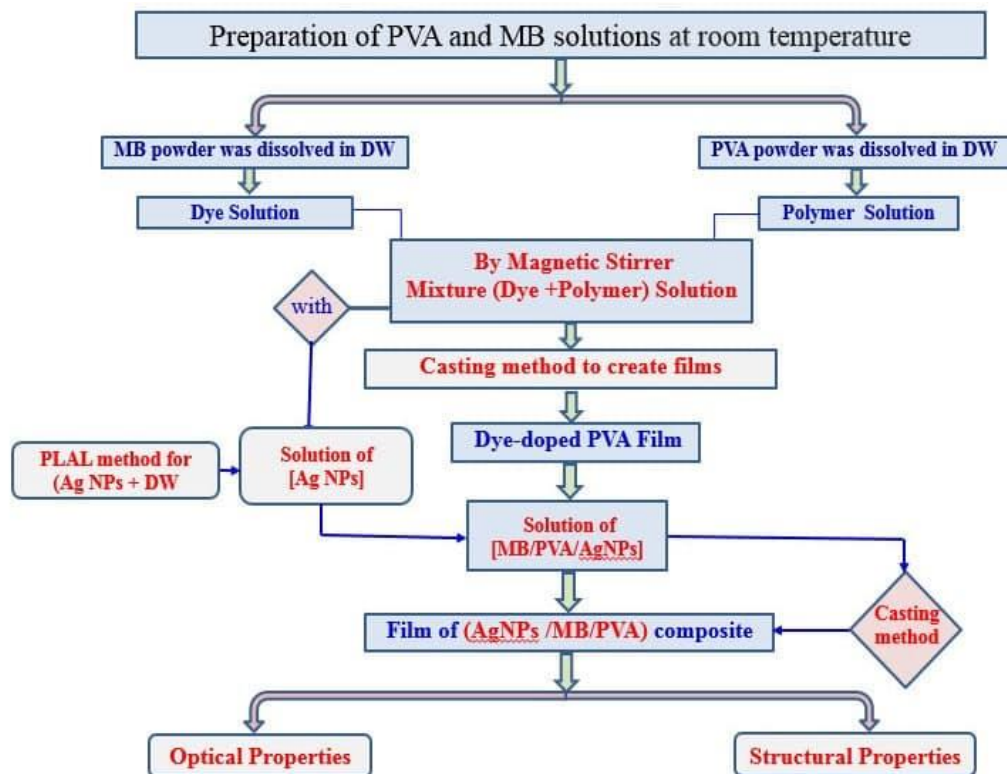 Preparation of PVA and MB solutions at room temperature
MB powder was dissolved in DW
PVA powder was dissolved in DW
Dye Solution
Polymer Solution
By Magnetic Stirrer
Mixture (Dye +Polymer) Solution
with
Casting method to create films
Dye-doped PVA Film
PLAL method for
(Ag NPs + DW
Solution of
[Ag NPs]
Solution of
[MB/PVA/AgNPs]
Casting
method
Film of (AgNPs /MB/PVA) composite
Optical Properties
Structural Properties